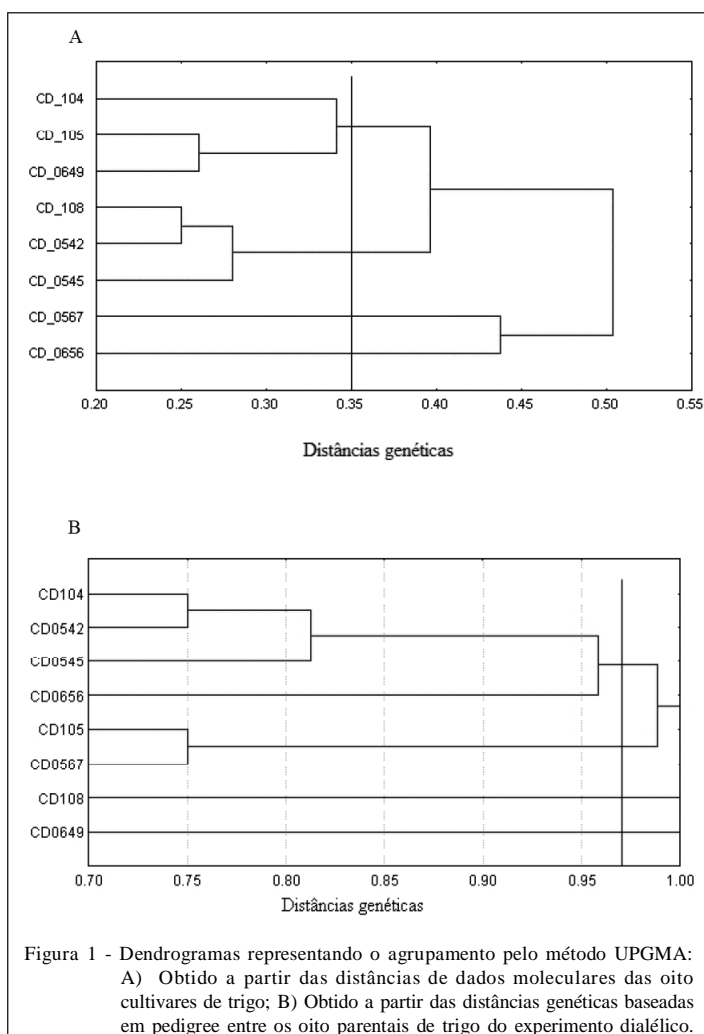 A
CD_104
CD_105
CD_0649
CD_108
CD_0542
CD_0545
CD_0567
CD_0656
0.20 0.25 0.30 0.35 0.40 0.45 0.50 0.55
Distâncias genéticas
B
CD104
CD0542
CD0545
CD0656
CD105
CD0567
CD108
CD0649
0.70 0.75 0.80 0.85 0.90 0.95 1.00
Distâncias genéticas
Figura 1 - Dendrogramas representando o agrupamento pelo método UPGMA:
A) Obtido a partir das distâncias de dados moleculares das oito
cultivares de trigo; B) Obtido a partir das distâncias genéticas baseadas
em pedigree entre os oito parentais de trigo do experimento dialélico.